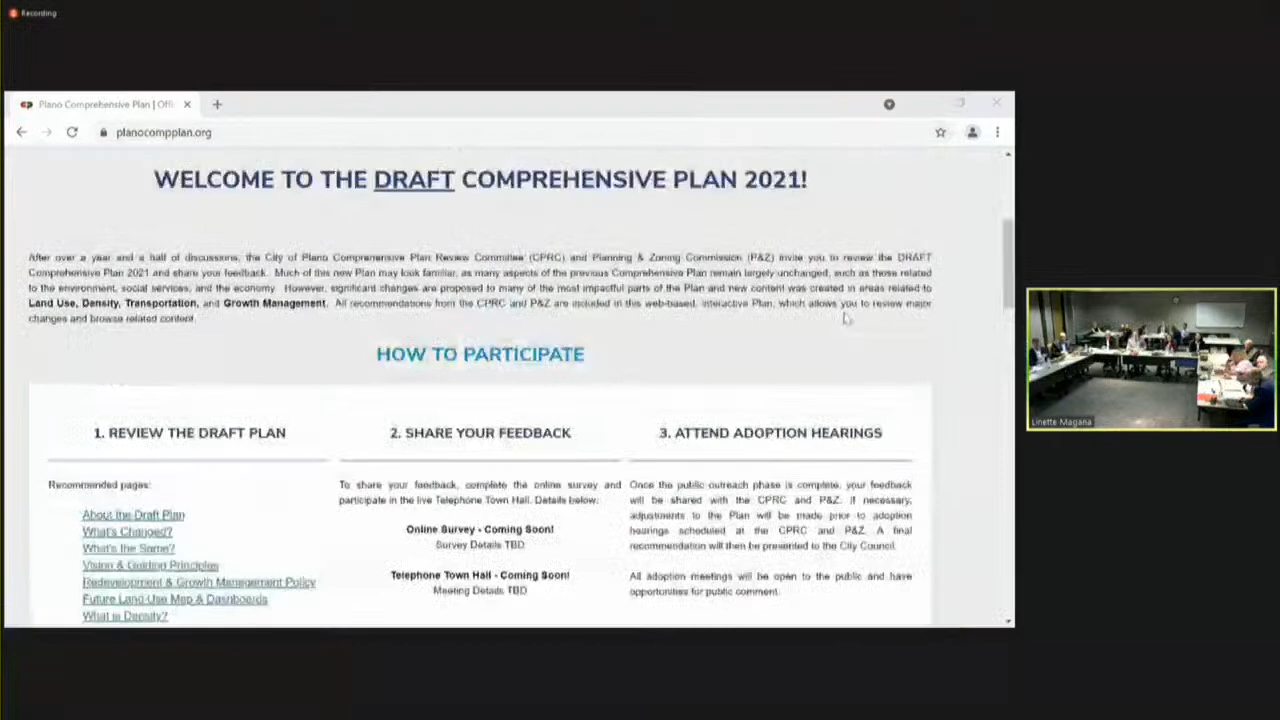 Recording
Plano Comprehensive Plan | Offi
planocompplan.org
WELCOME TO THE DRAFT COMPREHENSIVE PLAN 2021!
After over a year and a half of discussions, the City of Plano Comprehensive Plan Review Committee (CPRC) and Planning & Zoning Commission (P&Z) invite you to review the DRAFT
Comprehensive Plan 2021 and share your feedback. Much of this new Plan may look familiar, as many aspects of the previous Comprehensive Plan remain largely unchanged, such as those related
to the environment, social services, and the economy. However, significant changes are proposed to many of the most impactful parts of the Plan and new content was created in areas related to
Land Use, Density, Transportation, and Growth Management. All recommendations from the CPRC and P&Z are included in this web-based, interactive Plan, which allows you to review major
changes and browse related content.
HOW TO PARTICIPATE
1. REVIEW THE DRAFT PLAN
Recommended pages:
About the Draft Plan
What's Changed?
What's the Same?
Vision & Guiding Principles
Redevelopment & Growth Management Policy
Future Land Use Map & Dashboards
What is Density?
2. SHARE YOUR FEEDBACK
To share your feedback, complete the online survey and
participate in the live Telephone Town Hall. Details below:
Online Survey - Coming Soon!
Survey Details TBD
Telephone Town Hall - Coming Soon!
Meeting Details TBD
3. ATTEND ADOPTION HEARINGS
Once the public outreach phase is complete, your feedback
will be shared with the CPRC and P&Z. If necessary,
adjustments to the Plan will be made prior to adoption
hearings scheduled at the CPRC and P&Z. A final
recommendation will then be presented to the City Council.
All adoption meetings will be open to the public and have
opportunities for public comment.
Linette Magana